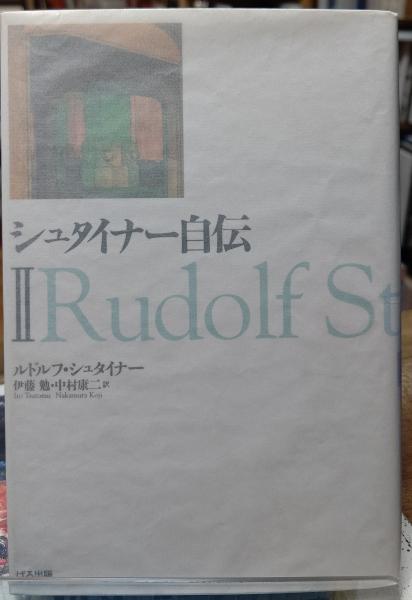 シュタイナー自伝
II Rudolf St
ルドルフ・シュタイナー
伊藤 勉・中村康二 訳
Ito Tsutomu Nakamura Koji